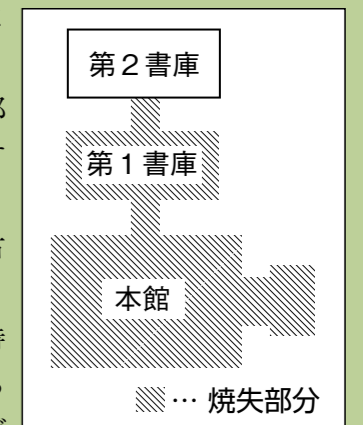 第２書庫
第１書庫
本館
… 焼失部分